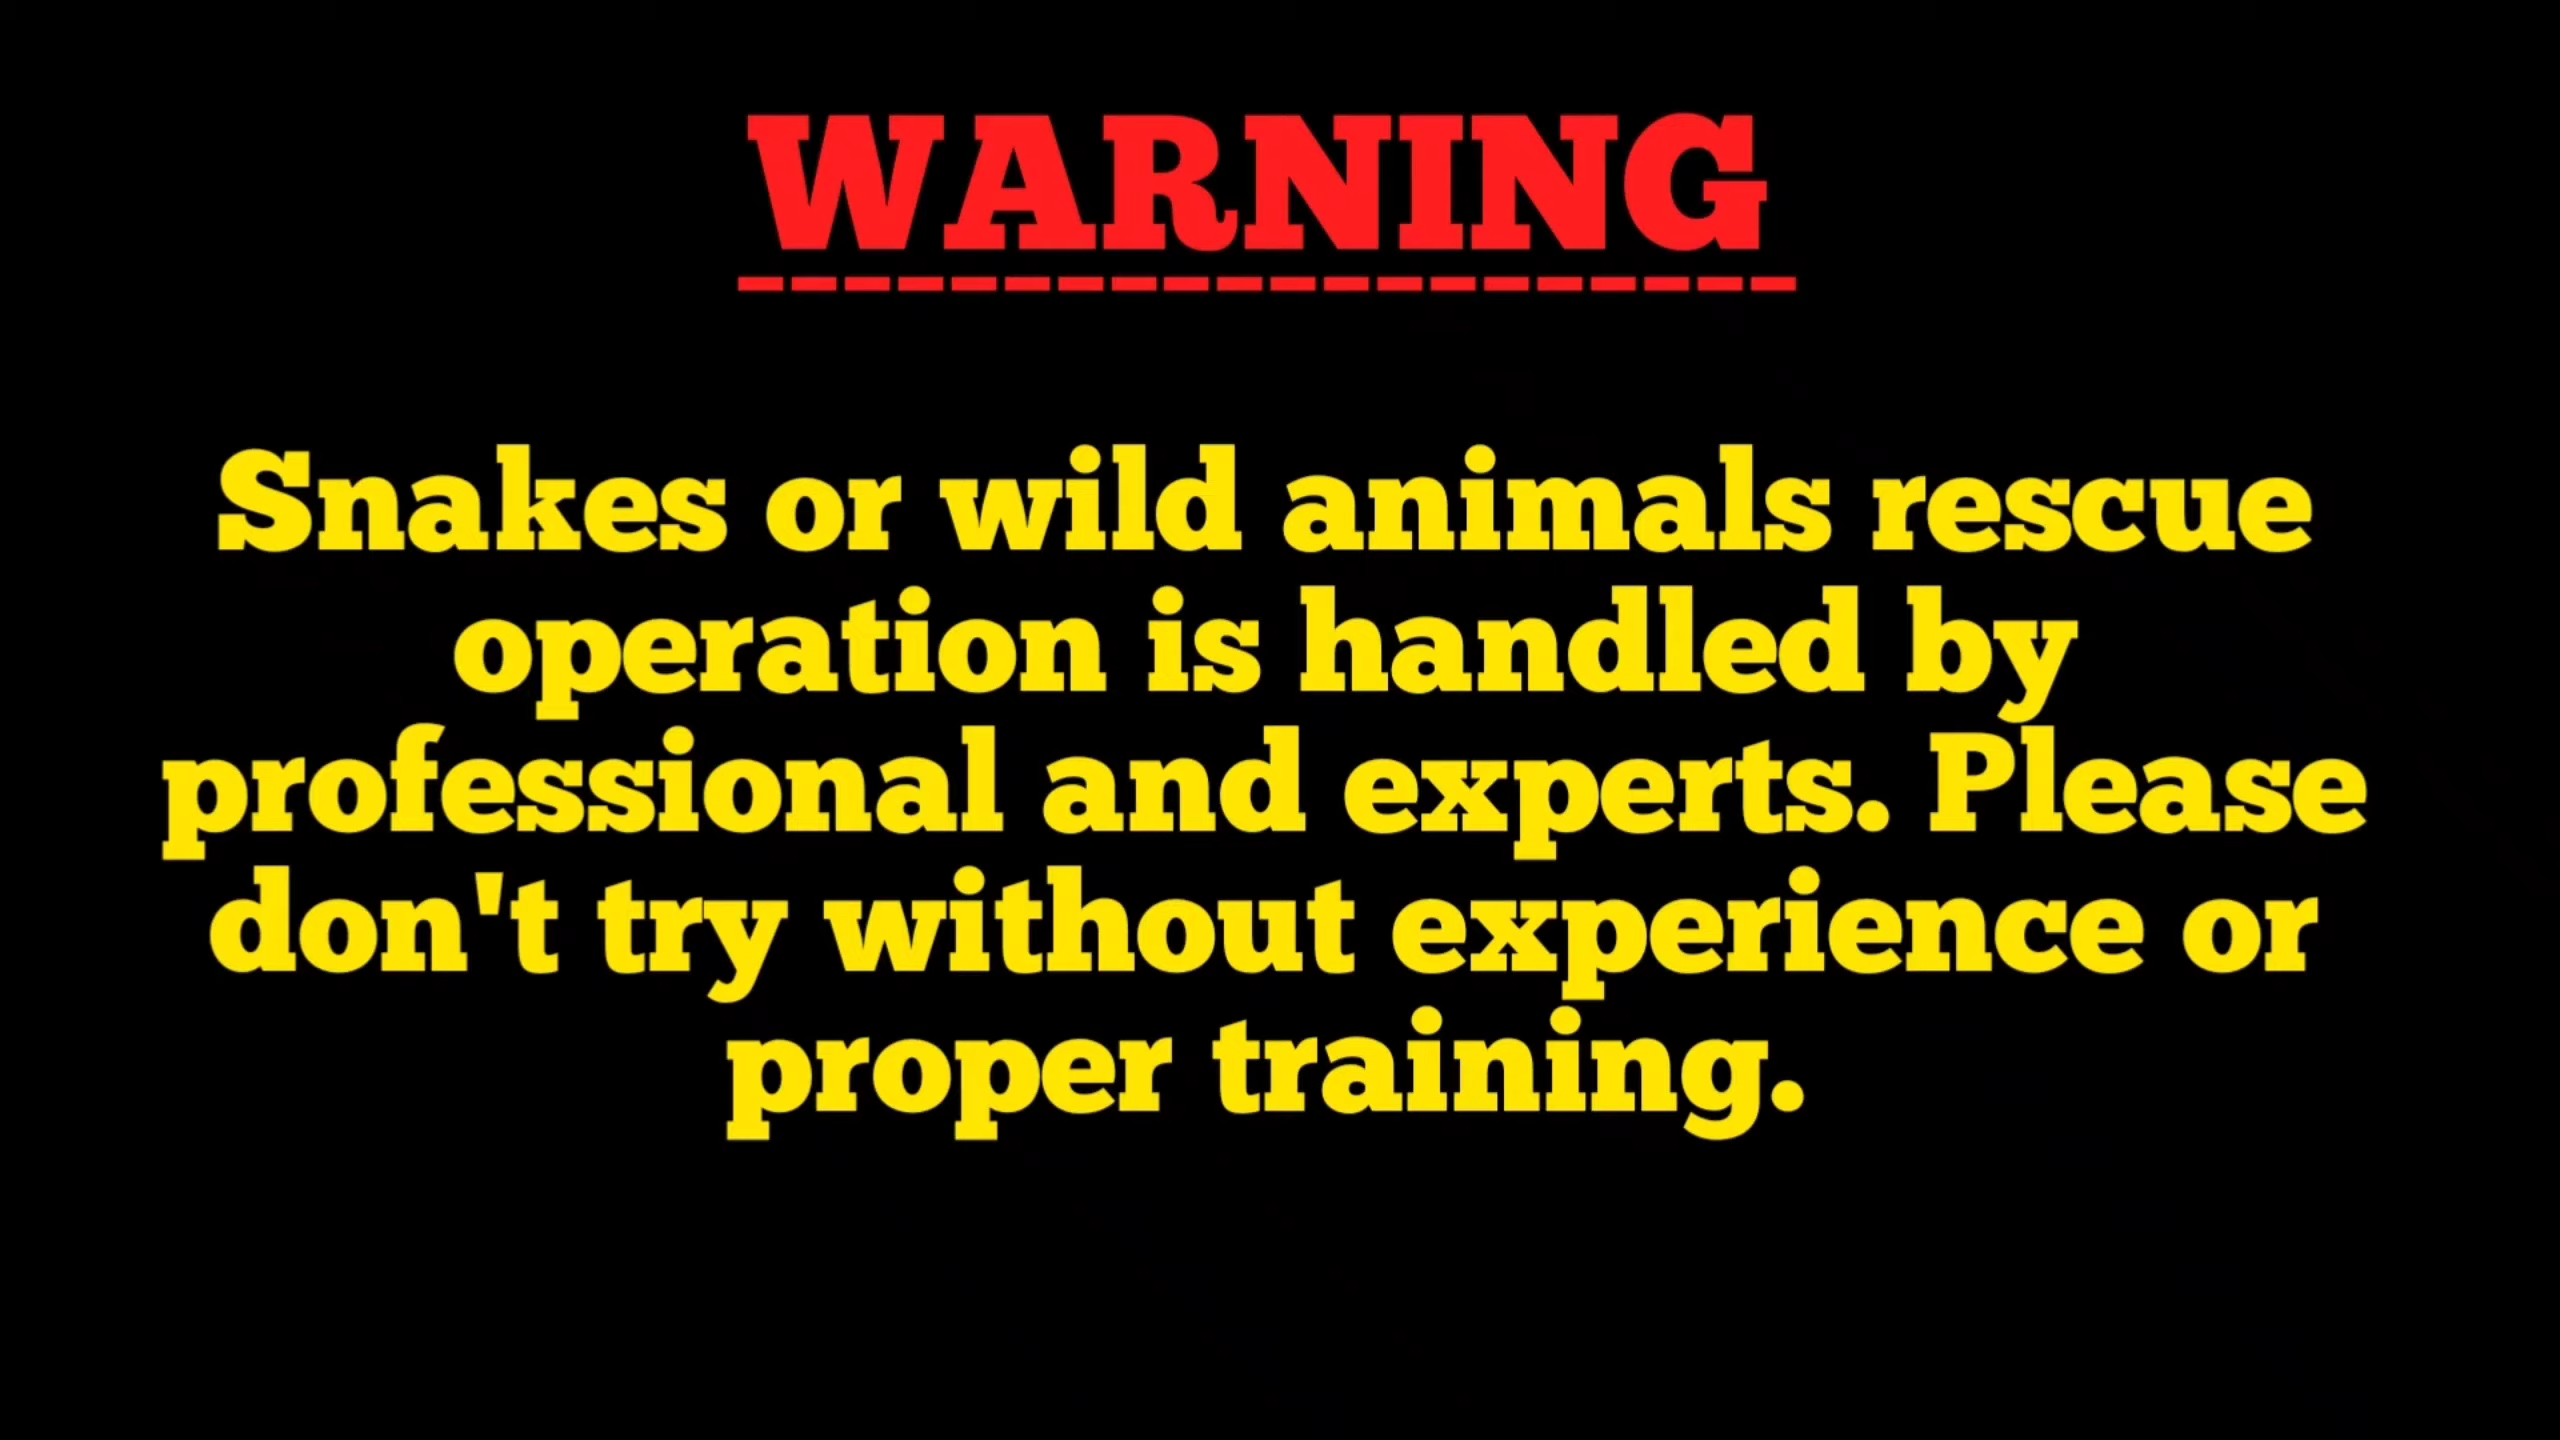 WARNING
--------------------
Snakes or wild animals rescue
operation is handled by
professional and experts. Please
don't try without experience or
proper training.